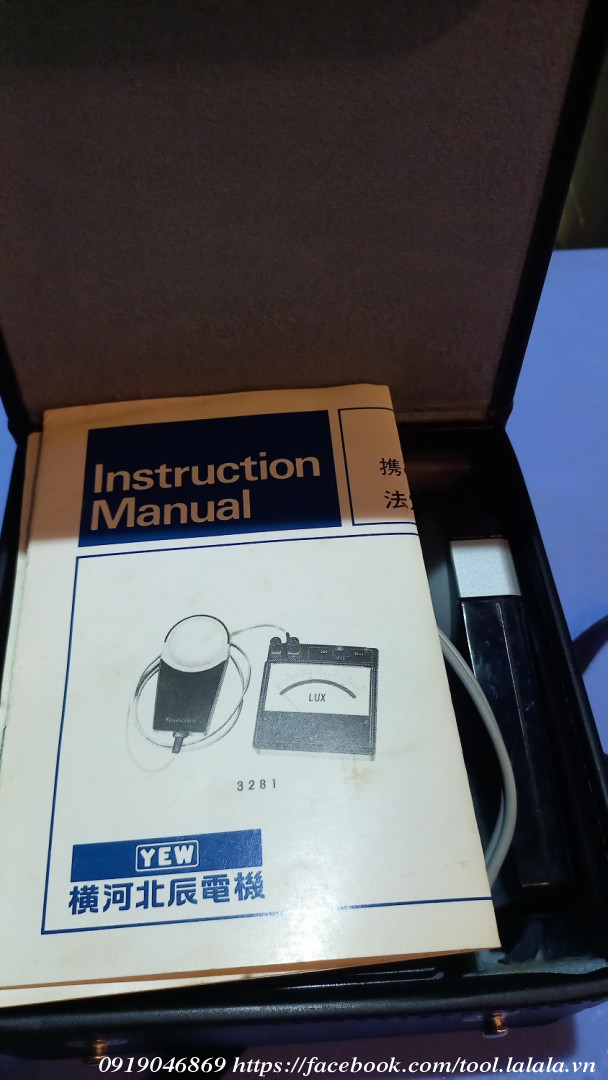 Instruction
Manual
携
法
LUX
3281
YEW
横河北辰電機
0919046869 https://facebook.com/tool.lalala.vn